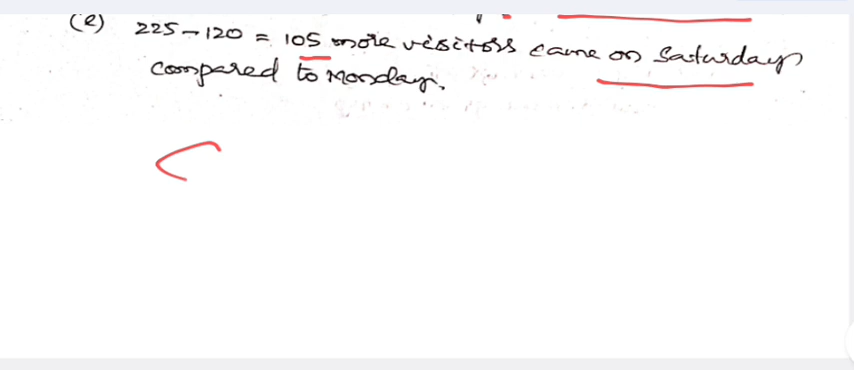 (e) 225-120 = 105 more visitors came on Saturday
compared to Monday.